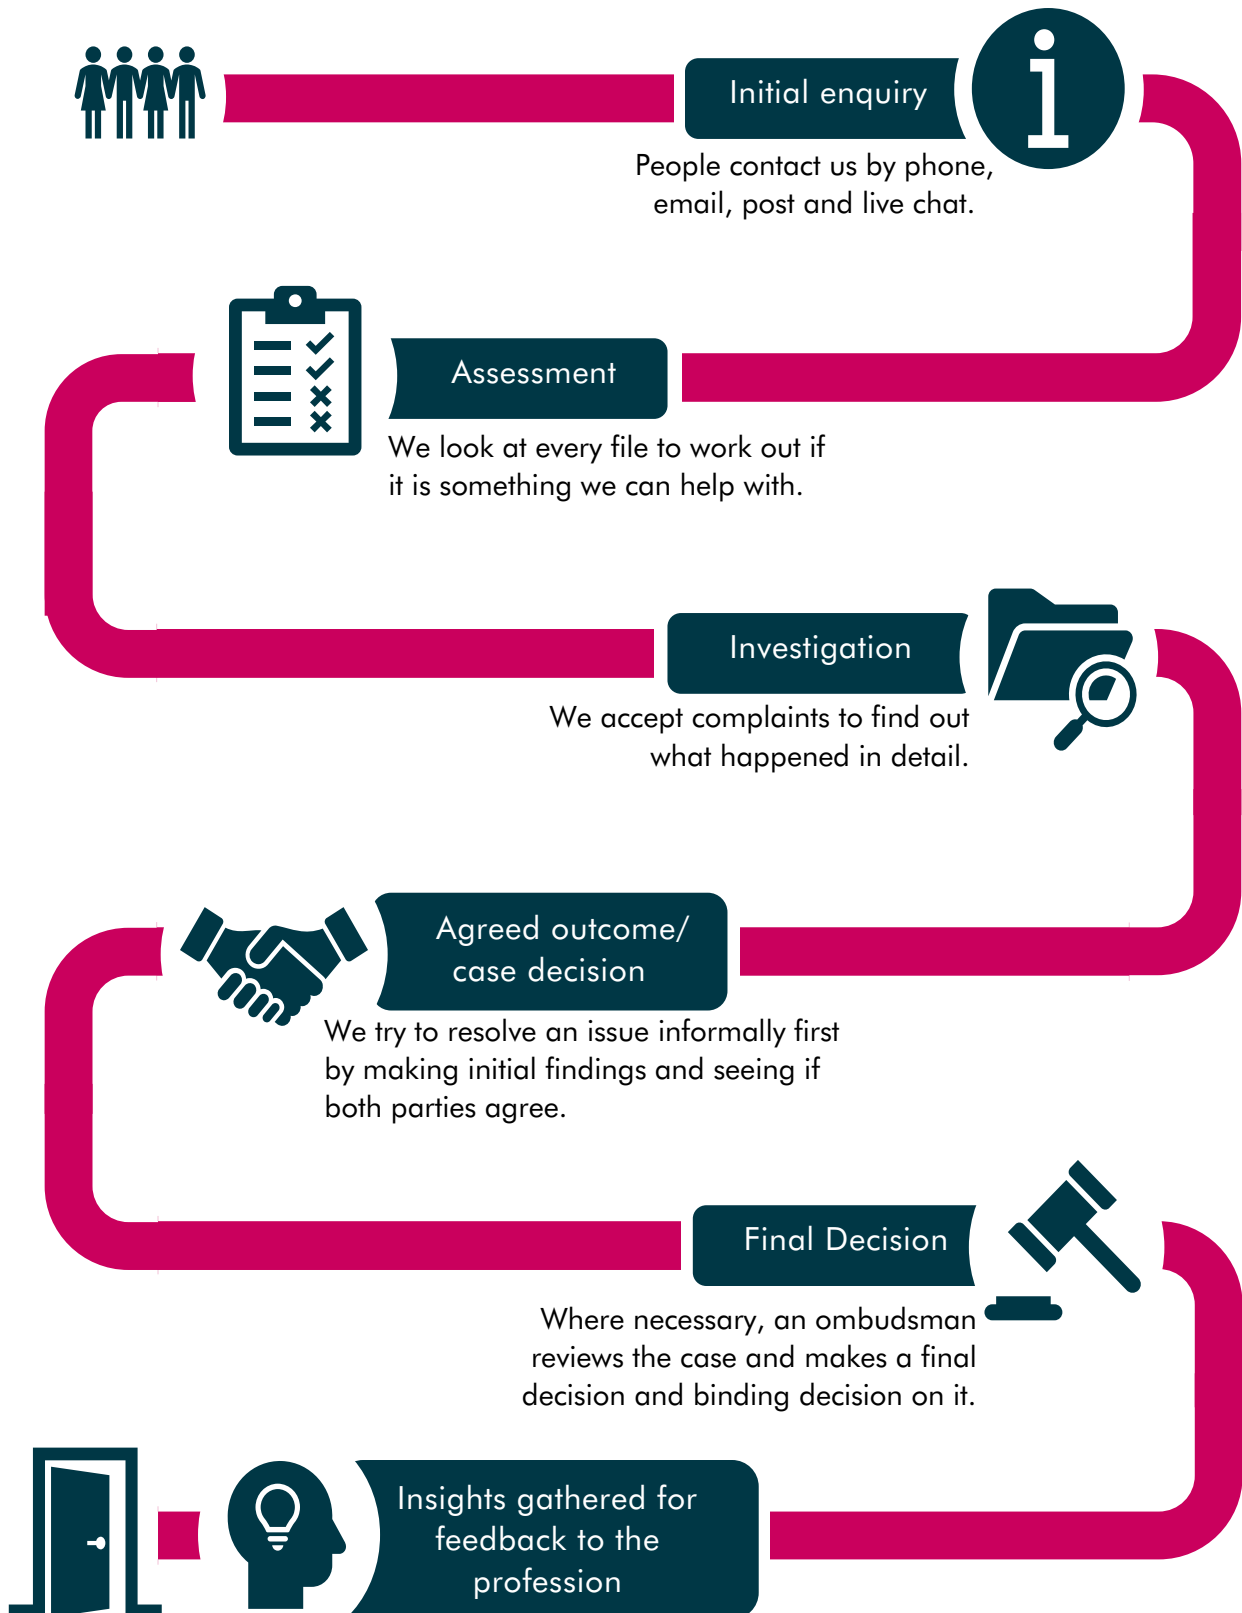 Initial enquiry
People contact us by phone,
email, post and live chat.
Assessment
We look at every file to work out if
it is something we can help with.
Investigation
We accept complaints to find out
what happened in detail.
Agreed outcome/
case decision
We try to resolve an issue informally first
by making initial findings and seeing if
both parties agree.
Final Decision
Where necessary, an ombudsman
reviews the case and makes a final
decision and binding decision on it.
Insights gathered for
feedback to the
profession